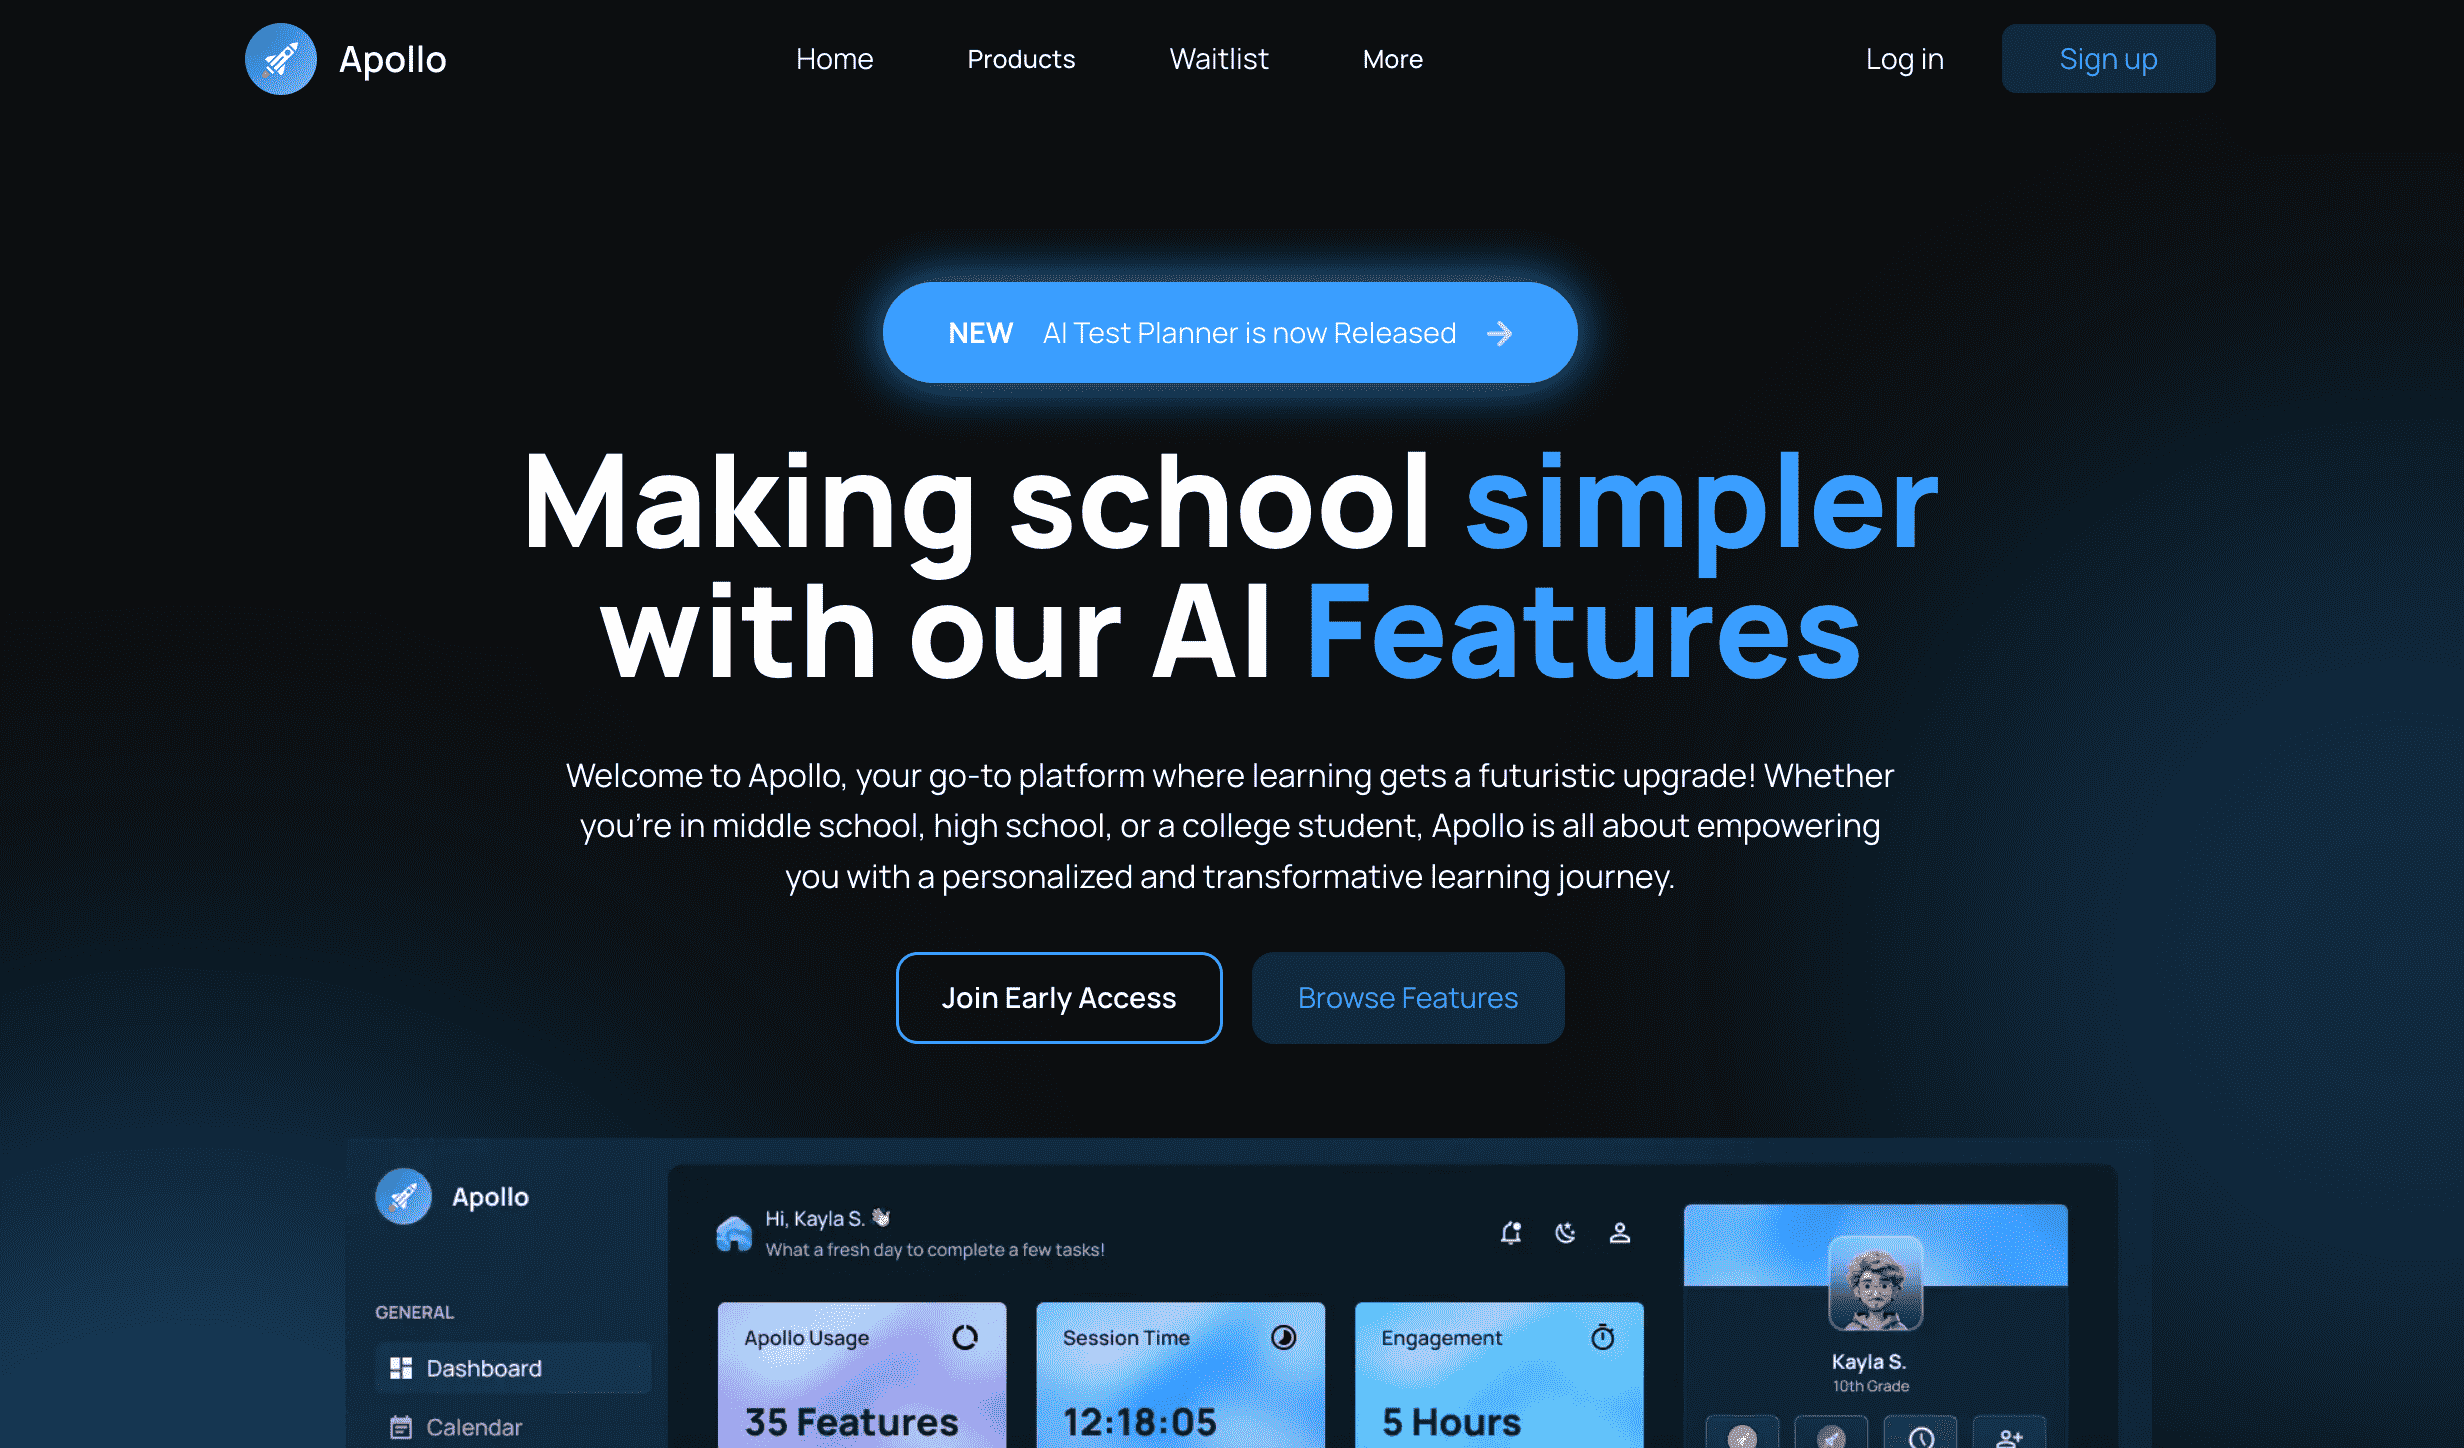 Apollo
Home
Products
Waitlist
More
Log in
Sign up
NEW AI Test Planner is now Released
Making school simpler
with our AI Features
Welcome to Apollo, your go-to platform where learning gets a futuristic upgrade! Whether
you're in middle school, high school, or a college student, Apollo is all about empowering
you with a personalized and transformative learning journey.
Join Early Access
Browse Features
Apollo
GENERAL
Dashboard
Calendar
Hi, Kayla S.
What a fresh day to complete a few tasks!
Apollo Usage
35 Features
Session Time
12:18:05
Engagement
5 Hours
Kayla S.
10th Grade